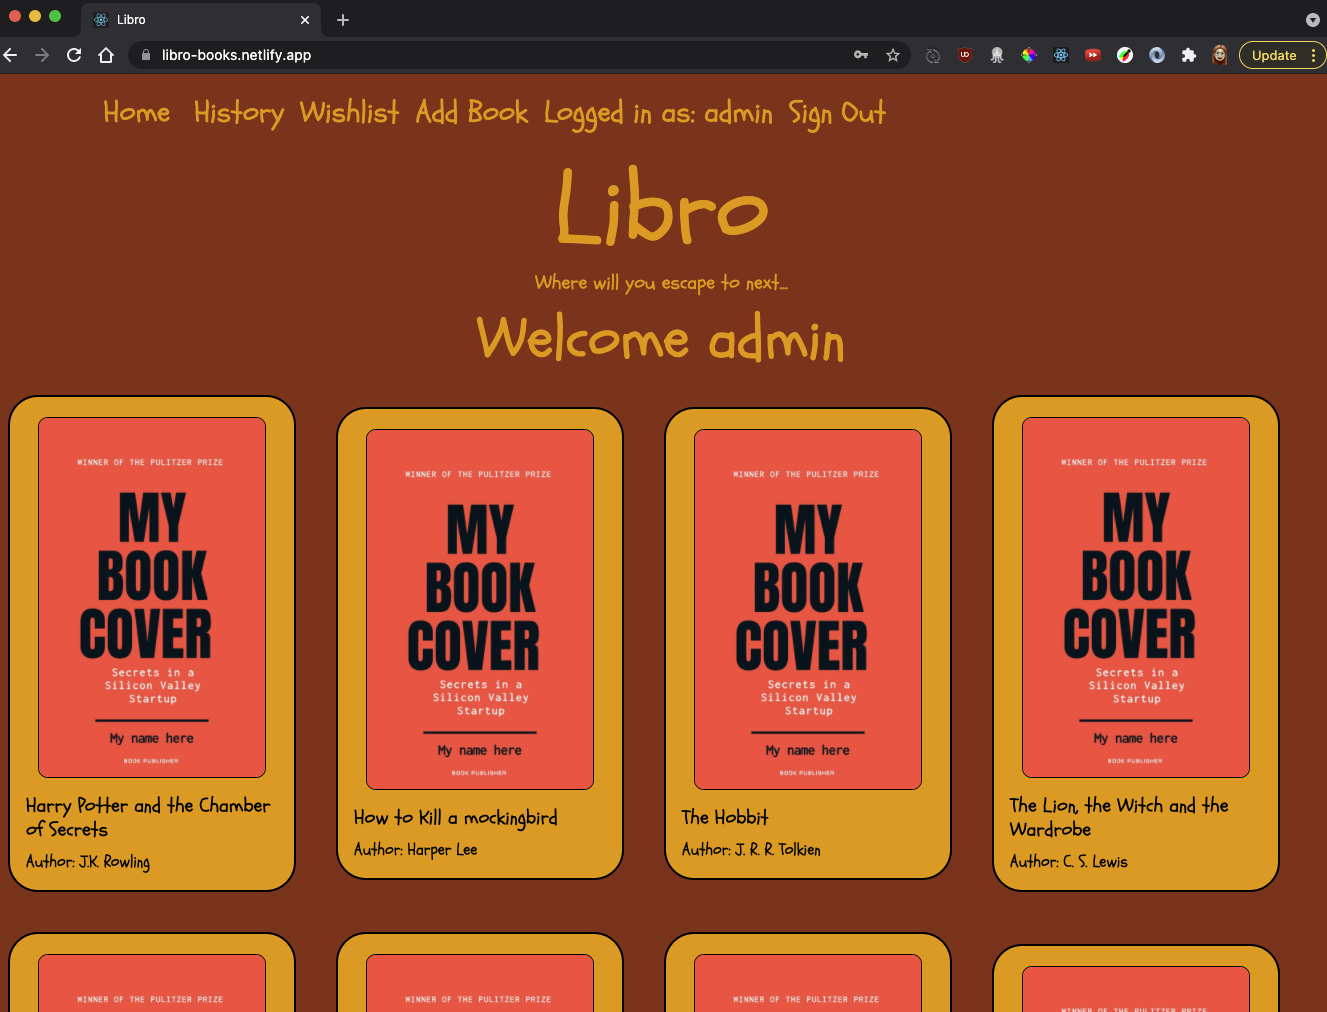 Libro
libro-books.netlify.app
Update
Home History Wishlist Add Book Logged in as: admin Sign Out
Libro
Where will you escape to next...
Welcome admin
WINNER OF THE PULITZER PRIZE
MY
BOOK
COVER
Secrets in a
Silicon Valley
Startup
My name here
BOOK PUBLISHER
Harry Potter and the Chamber
of Secrets
Author: J.K. Rowling
WINNER OF THE PULITZER PRIZE
MY
BOOK
COVER
Secrets in a
Silicon Valley
Startup
My name here
BOOK PUBLISHER
How to Kill a mockingbird
Author: Harper Lee
WINNER OF THE PULITZER PRIZE
MY
BOOK
COVER
Secrets in a
Silicon Valley
Startup
My name here
BOOK PUBLISHER
The Hobbit
Author: J. R. R. Tolkien
WINNER OF THE PULITZER PRIZE
MY
BOOK
COVER
Secrets in a
Silicon Valley
Startup
My name here
BOOK PUBLISHER
The Lion, the Witch and the
Wardrobe
Author: C. S. Lewis
WINNER OF THE PULITZER PRIZE
WINNER OF THE PULITZER PRIZE
WINNER OF THE PULITZER PRIZE
WINNER OF THE PULITZER PRIZE